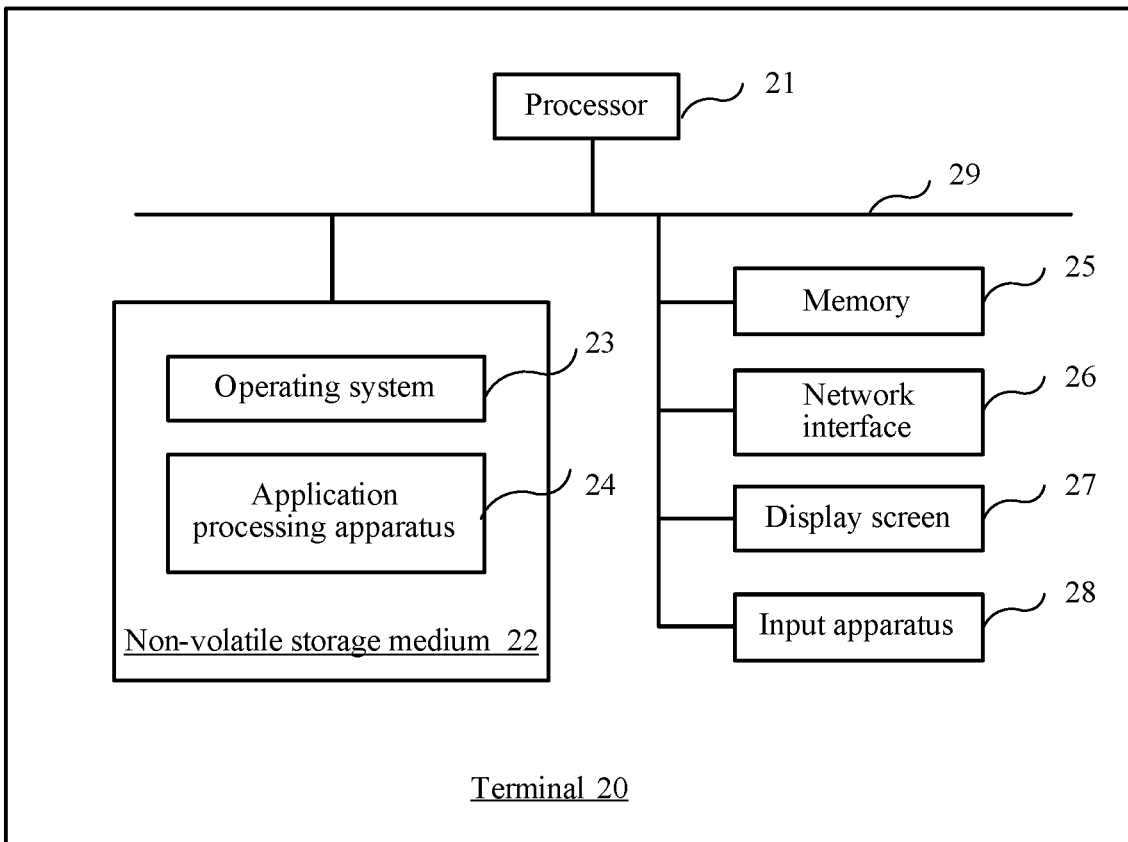 Processor
21
29
Memory
25
Operating system
23
Network
interface
26
Application
processing apparatus
24
Display screen
27
Input apparatus
28
Non-volatile storage medium 22
Terminal 20